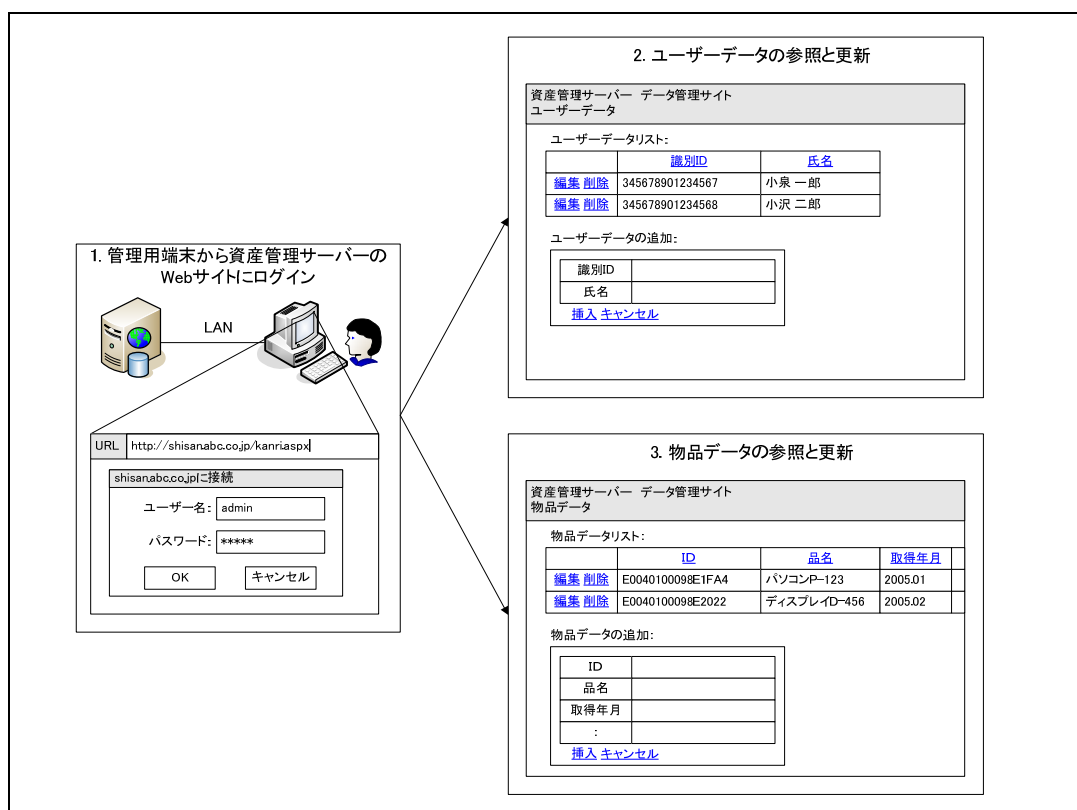 1. 管理用端末から資産管理サーバーの
Webサイトにログイン
LAN
URL http://shisan.abc.co.jp/kanri.aspx
shisan.abc.co.jpに接続
ユーザー名: admin
パスワード: *****
OK キャンセル
2. ユーザーデータの参照と更新
資産管理サーバー データ管理サイト
ユーザーデータ
ユーザーデータリスト:
識別ID 氏名
編集 削除 345678901234567 小泉 一郎
編集 削除 345678901234568 小沢 二郎
ユーザーデータの追加:
識別ID
氏名
挿入 キャンセル
3. 物品データの参照と更新
資産管理サーバー データ管理サイト
物品データ
物品データリスト:
ID 品名 取得年月
編集 削除 E0040100098E1FA4 パソコンP-123 2005.01
編集 削除 E0040100098E2022 ディスプレイD-456 2005.02
物品データの追加:
ID
品名
取得年月
:
挿入 キャンセル